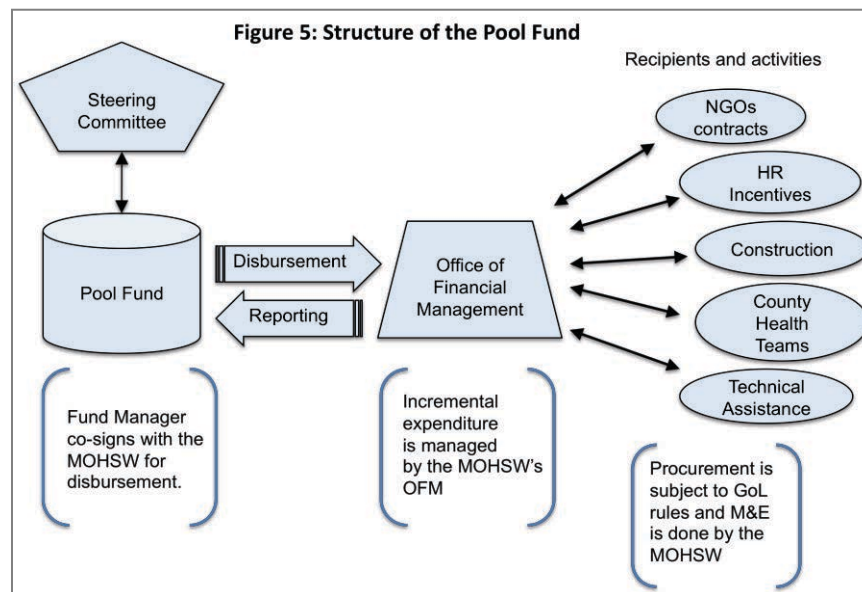 Figure 5: Structure of the Pool Fund
Recipients and activities
Steering
Committee
NGOs
contracts
HR
Incentives
Pool Fund
Disbursement
Reporting
Office of
Financial
Management
Construction
County
Health
Teams
Technical
Assistance
Fund Manager
co-signs with the
MOHSW for
disbursement.
Incremental
expenditure
is managed
by the MOHSW's
OFM
Procurement is
subject to GoL
rules and M&E
is done by the
MOHSW